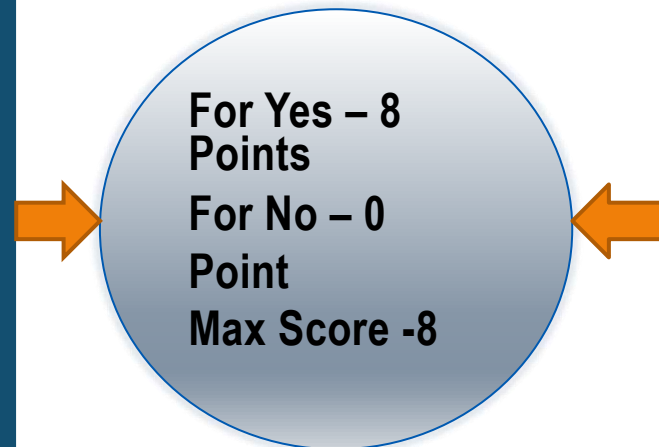 For Yes – 8
Points
For No – 0
Point
Max Score -8